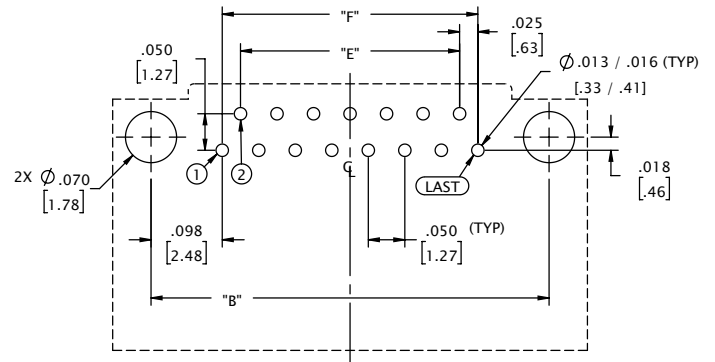 "F"
"E"
.025
[.63]
.050
[1.27]
Ø .013 / .016 (TYP)
[.33 / .41]
2X Ø .070
[1.78]
1
2
℄
LAST
.018
[.46]
.098
[2.48]
.050 (TYP)
[1.27]
"B"